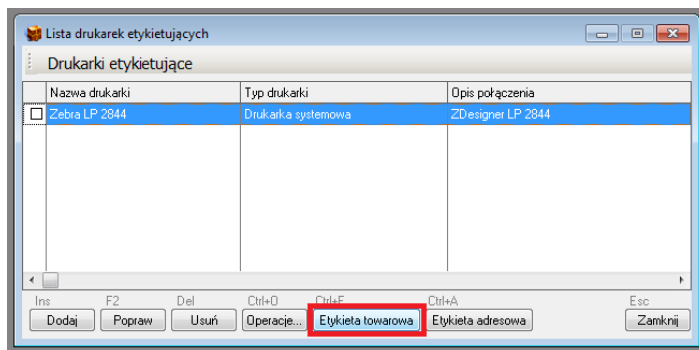 Lista drukarek etykietujących
Drukarki etykietujące
Nazwa drukarki Typ drukarki Opis połączenia
Zebra LP 2844 Drukarka systemowa ZDesigner LP 2844
Ins F2 Del Ctrl+O Ctrl+E Ctrl+A Esc
Dodaj Popraw Usuń Operacje... Etykieta towarowa Etykieta adresowa Zamknij